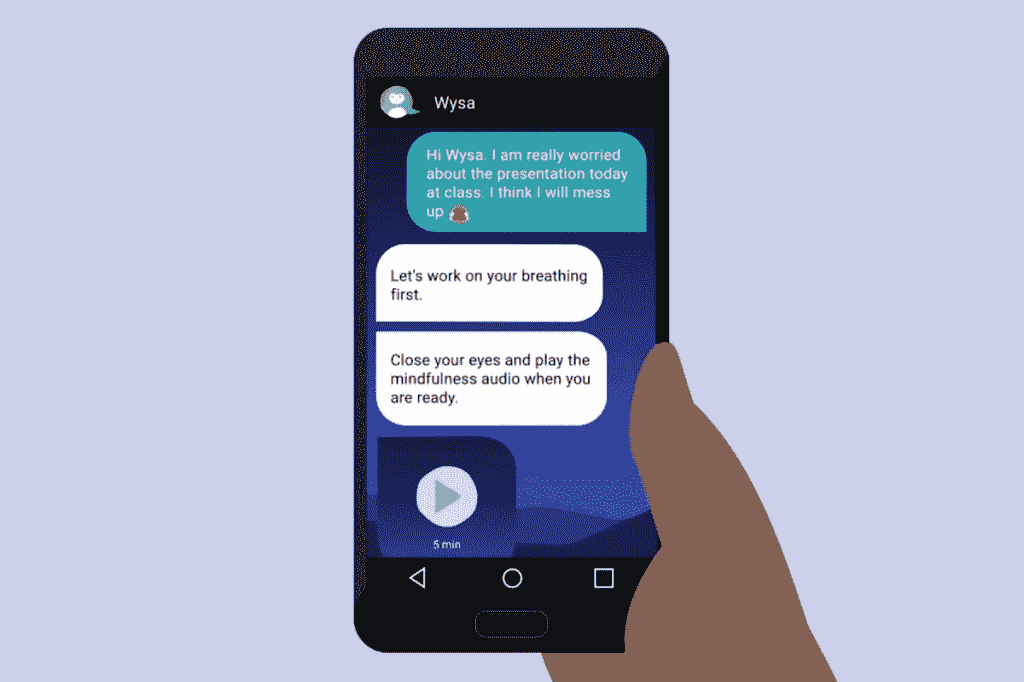 Wysa
Hi Wysa. I am really worried
about the presentation today
at class. I think I will mess
up
Let's work on your breathing
first.
Close your eyes and play the
mindfulness audio when you
are ready.
5 min